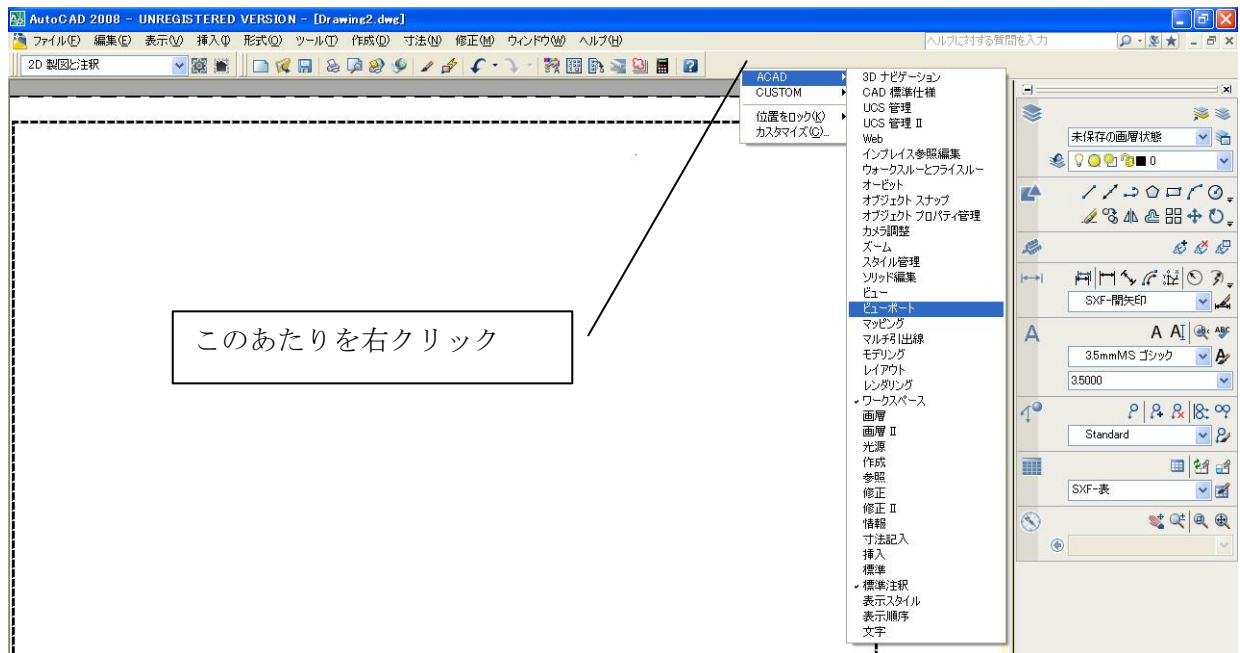 AutoCAD 2008 - UNREGISTERED VERSION - [Drawing2.dwg]
ファイル(F) 編集(E) 表示(V) 挿入(I) 形式(O) ツール(T) 作成(D) 寸法(N) 修正(M) ウィンドウ(W) ヘルプ(H) ヘルプに対する質問を入力
2D 製図と注釈
ACAD
CUSTOM
位置をロック(K)
カスタマイズ(C)...
3D ナビゲーション
CAD 標準仕様
UCS 管理
UCS 管理 II
Web
インプレイス参照編集
ウォークスルーとフライスルー
オービット
オブジェクト スナップ
オブジェクト プロパティ管理
カメラ調整
ズーム
スタイル管理
ソリッド編集
ビュー
ビューポート
マッピング
マルチ引出線
モデリング
レイアウト
レンダリング
ワークスペース
画層
画層 II
光源
作成
参照
修正
修正 II
情報
寸法記入
挿入
標準
標準注釈
表示スタイル
表示順序
文字
このあたりを右クリック
未保存の画層状態
0
SXF-開矢印
A A AI ABC
3.5mmMS ゴシック A
3.5000
Standard
SXF-表